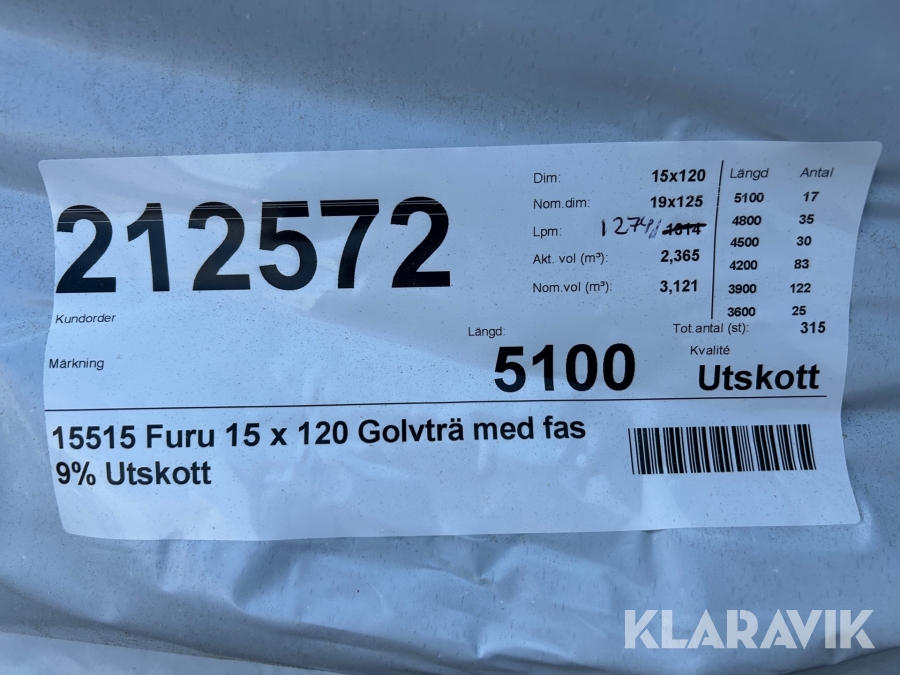 212572
Kundorder
Märkning
Dim: 15x120
Nom.dim: 19x125
Lpm: 1274 1314
Akt. vol (m³): 2,365
Nom.vol (m³): 3,121
Längd Antal
5100 17
4800 35
4500 30
4200 83
3900 122
3600 25
Tot.antal (st): 315
Längd:
5100
Kvalité
Utskott
15515 Furu 15 x 120 Golvträ med fas
9% Utskott
KLARAVIK